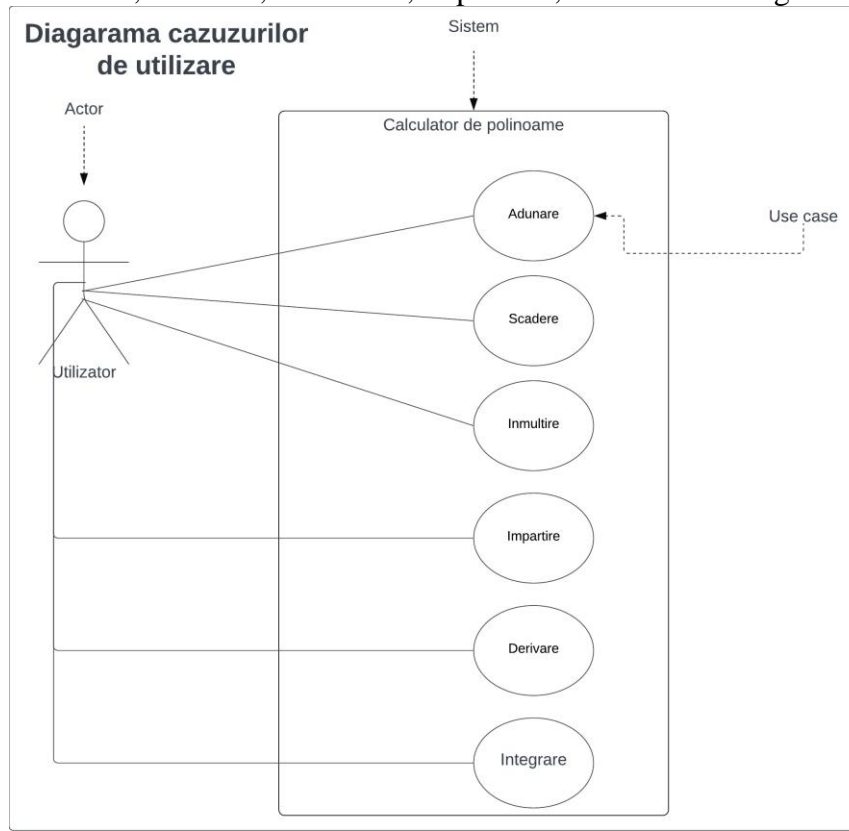 Diagarama cazuzurilor
de utilizare
Sistem
Actor
Calculator de polinoame
Adunare
Use case
Scadere
Utilizator
Inmultire
Impartire
Derivare
Integrare